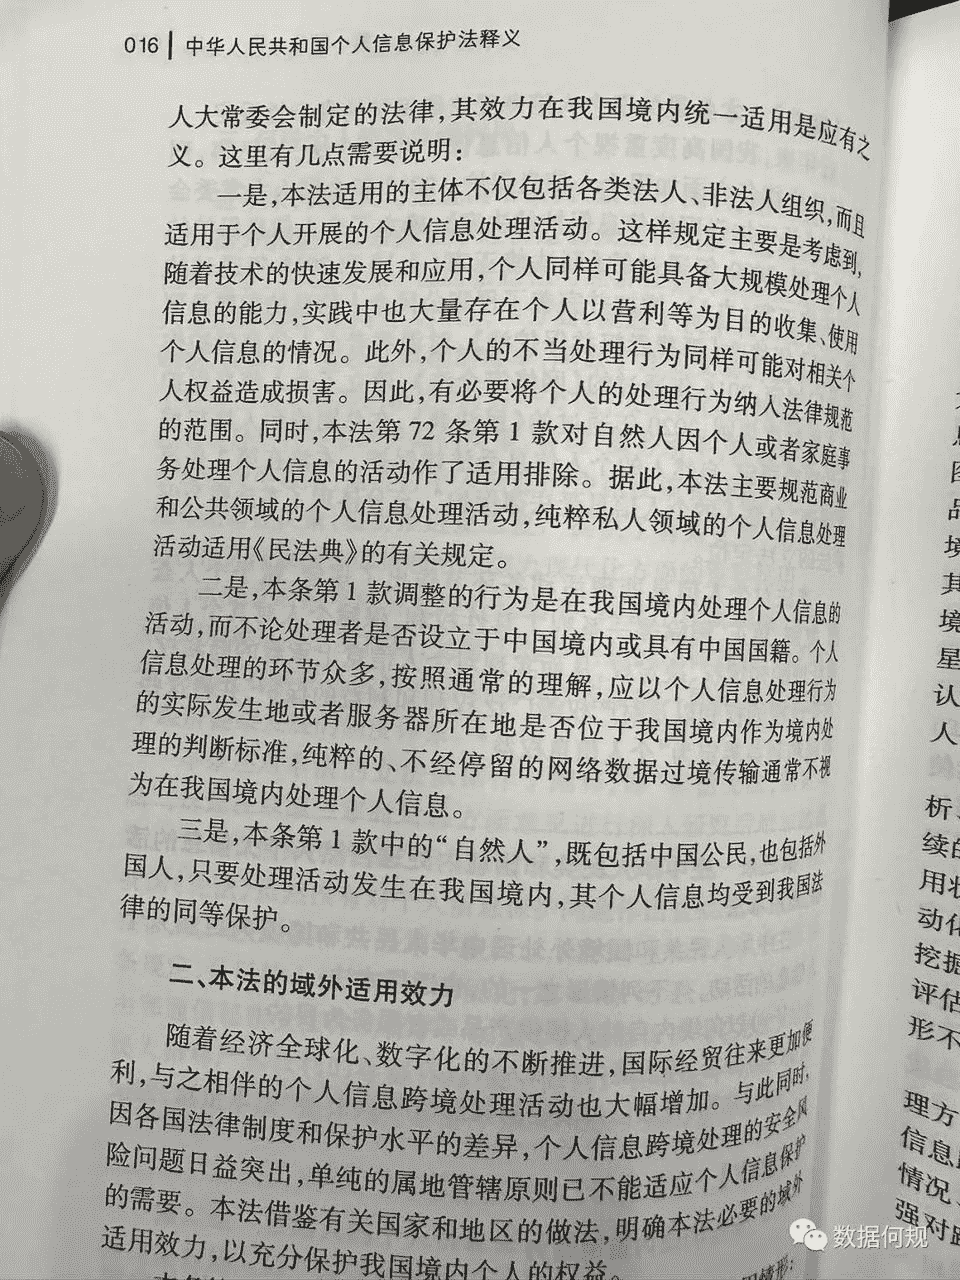 016 | 中华人民共和国个人信息保护法释义
人大常委会制定的法律，其效力在我国境内统一适用是应有之
义。这里有几点需要说明：
一是，本法适用的主体不仅包括各类法人、非法人组织，而且
适用于个人开展的个人信息处理活动。这样规定主要是考虑到，
随着技术的快速发展和应用，个人同样可能具备大规模处理个人
信息的能力，实践中也大量存在个人以营利等为目的收集、使用
个人信息的情况。此外，个人的不当处理行为同样可能对相关个
人权益造成损害。因此，有必要将个人的处理行为纳入法律规范
的范围。同时，本法第 72 条第 1 款对自然人因个人或者家庭事
务处理个人信息的活动作了适用排除。据此，本法主要规范商业
和公共领域的个人信息处理活动，纯粹私人领域的个人信息处理
活动适用《民法典》的有关规定。
二是，本条第 1 款调整的行为是在我国境内处理个人信息的
活动，而不论处理者是否设立于中国境内或具有中国国籍。个人
信息处理的环节众多，按照通常的理解，应以个人信息处理行为
的实际发生地或者服务器所在地是否位于我国境内作为境内处
理的判断标准，纯粹的、不经停留的网络数据过境传输通常不视
为在我国境内处理个人信息。
三是，本条第 1 款中的“自然人”，既包括中国公民，也包括外
国人，只要处理活动发生在我国境内，其个人信息均受到我国法
律的同等保护。
二、本法的域外适用效力
随着经济全球化、数字化的不断推进，国际经贸往来更加便
利，与之相伴的个人信息跨境处理活动也大幅增加。与此同时，
因各国法律制度和保护水平的差异，个人信息跨境处理的安全风
险问题日益突出，单纯的属地管辖原则已不能适应个人信息保护
的需要。本法借鉴有关国家和地区的做法，明确本法必要的域外
适用效力，以充分保护我国境内个人的权益。
品
境
其
境
星
认
人
析、
续的
用状
动化
挖掘
评估
形不
理方
信息
情况
强对
数据何规